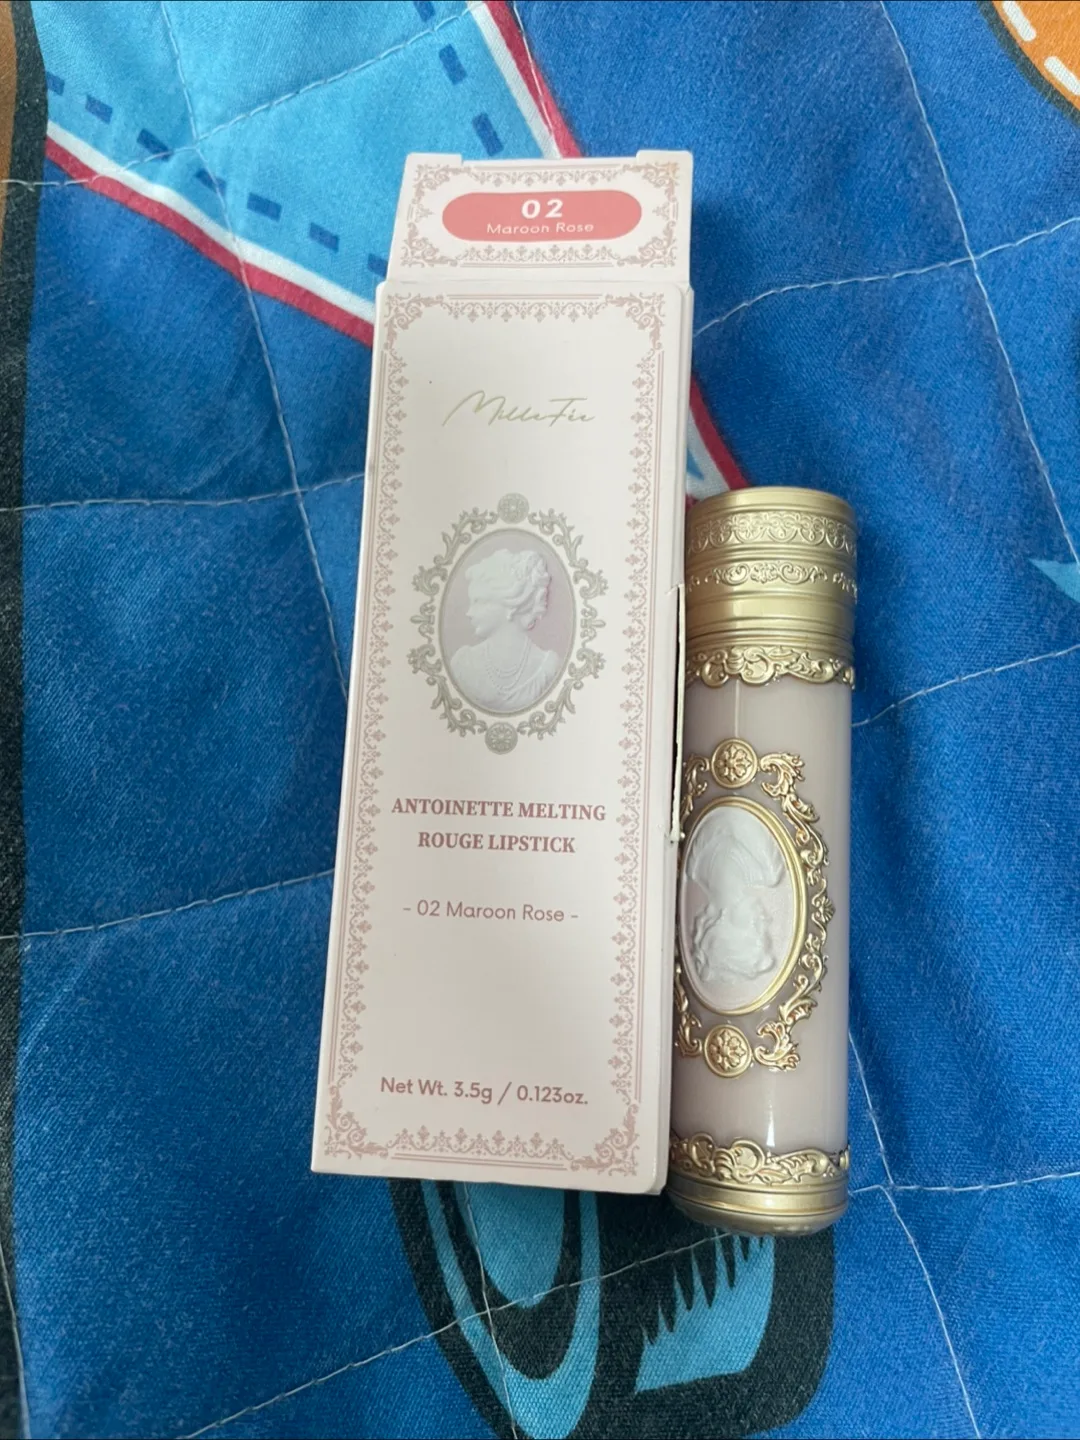 02
Maroon Rose
MilleFée
ANTOINETTE MELTING
ROUGE LIPSTICK
- 02 Maroon Rose -
Net Wt. 3.5g / 0.123oz.